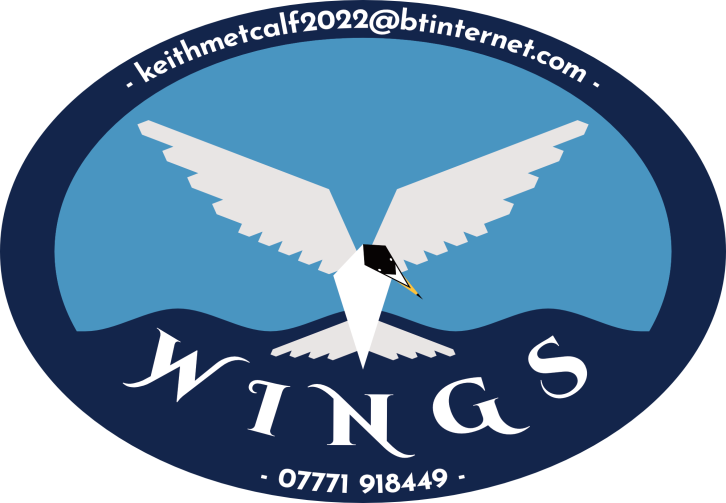 - keithmetcalf2022@btinternet.com -
WINGS
- 07771 918449 -